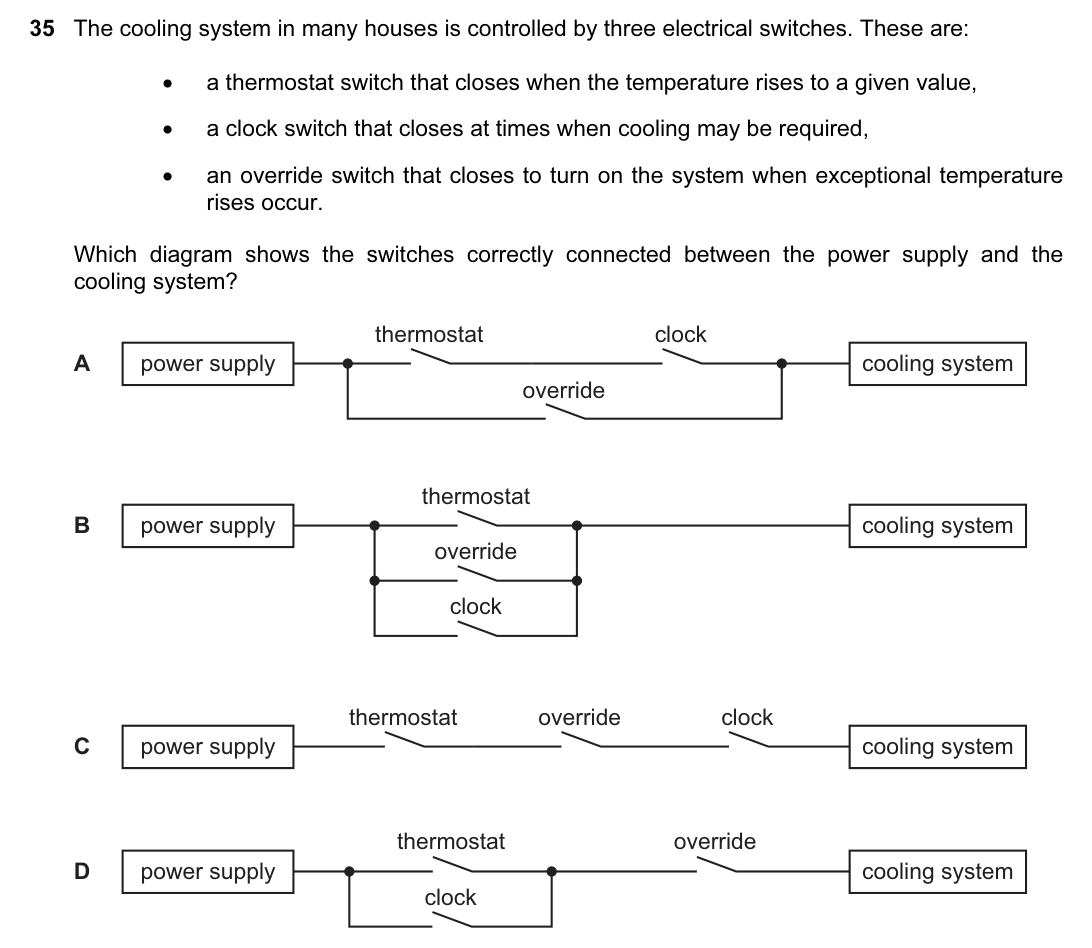 35 The cooling system in many houses is controlled by three electrical switches. These are:
• a thermostat switch that closes when the temperature rises to a given value,
• a clock switch that closes at times when cooling may be required,
• an override switch that closes to turn on the system when exceptional temperature
rises occur.
Which diagram shows the switches correctly connected between the power supply and the
cooling system?
thermostat clock
A power supply cooling system
override
thermostat
B power supply cooling system
override
clock
thermostat override clock
C power supply cooling system
thermostat override
D power supply cooling system
clock